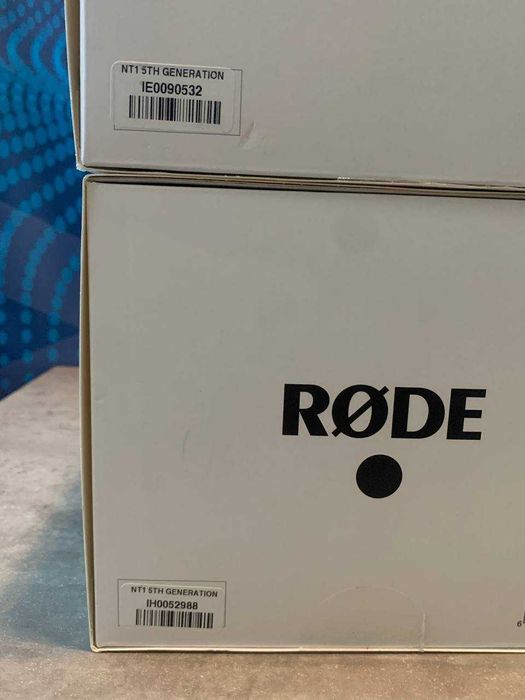 NT1 5TH GENERATION
IE0090532
RØDE
NT1 5TH GENERATION
IH0052988